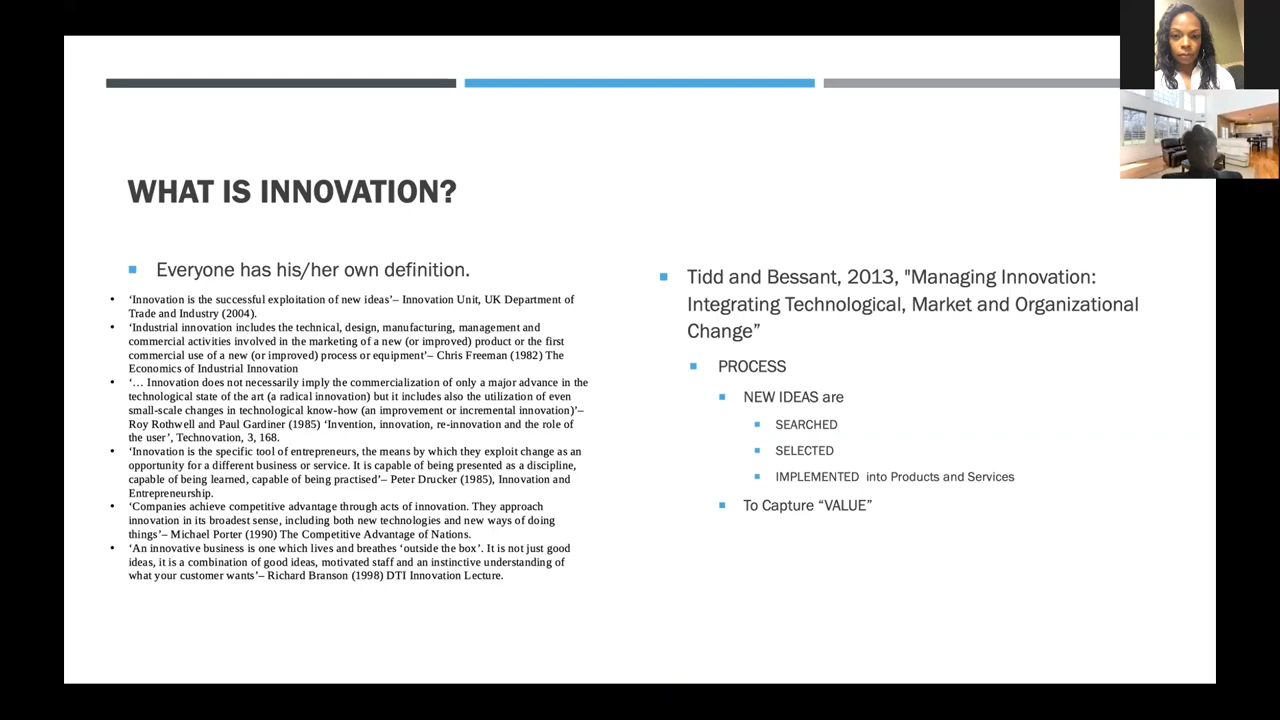 WHAT IS INNOVATION?
Everyone has his/her own definition.
‘Innovation is the successful exploitation of new ideas’– Innovation Unit, UK Department of
Trade and Industry (2004).
‘Industrial innovation includes the technical, design, manufacturing, management and
commercial activities involved in the marketing of a new (or improved) product or the first
commercial use of a new (or improved) process or equipment’– Chris Freeman (1982) The
Economics of Industrial Innovation
‘… Innovation does not necessarily imply the commercialization of only a major advance in the
technological state of the art (a radical innovation) but it includes also the utilization of even
small-scale changes in technological know-how (an improvement or incremental innovation)’–
Roy Rothwell and Paul Gardiner (1985) ‘Invention, innovation, re-innovation and the role of
the user’, Technovation, 3, 168.
‘Innovation is the specific tool of entrepreneurs, the means by which they exploit change as an
opportunity for a different business or service. It is capable of being presented as a discipline,
capable of being learned, capable of being practised’– Peter Drucker (1985), Innovation and
Entrepreneurship.
‘Companies achieve competitive advantage through acts of innovation. They approach
innovation in its broadest sense, including both new technologies and new ways of doing
things’– Michael Porter (1990) The Competitive Advantage of Nations.
‘An innovative business is one which lives and breathes ‘outside the box’. It is not just good
ideas, it is a combination of good ideas, motivated staff and an instinctive understanding of
what your customer wants’– Richard Branson (1998) DTI Innovation Lecture.
Tidd and Bessant, 2013, "Managing Innovation:
Integrating Technological, Market and Organizational
Change”
PROCESS
NEW IDEAS are
SEARCHED
SELECTED
IMPLEMENTED into Products and Services
To Capture “VALUE”